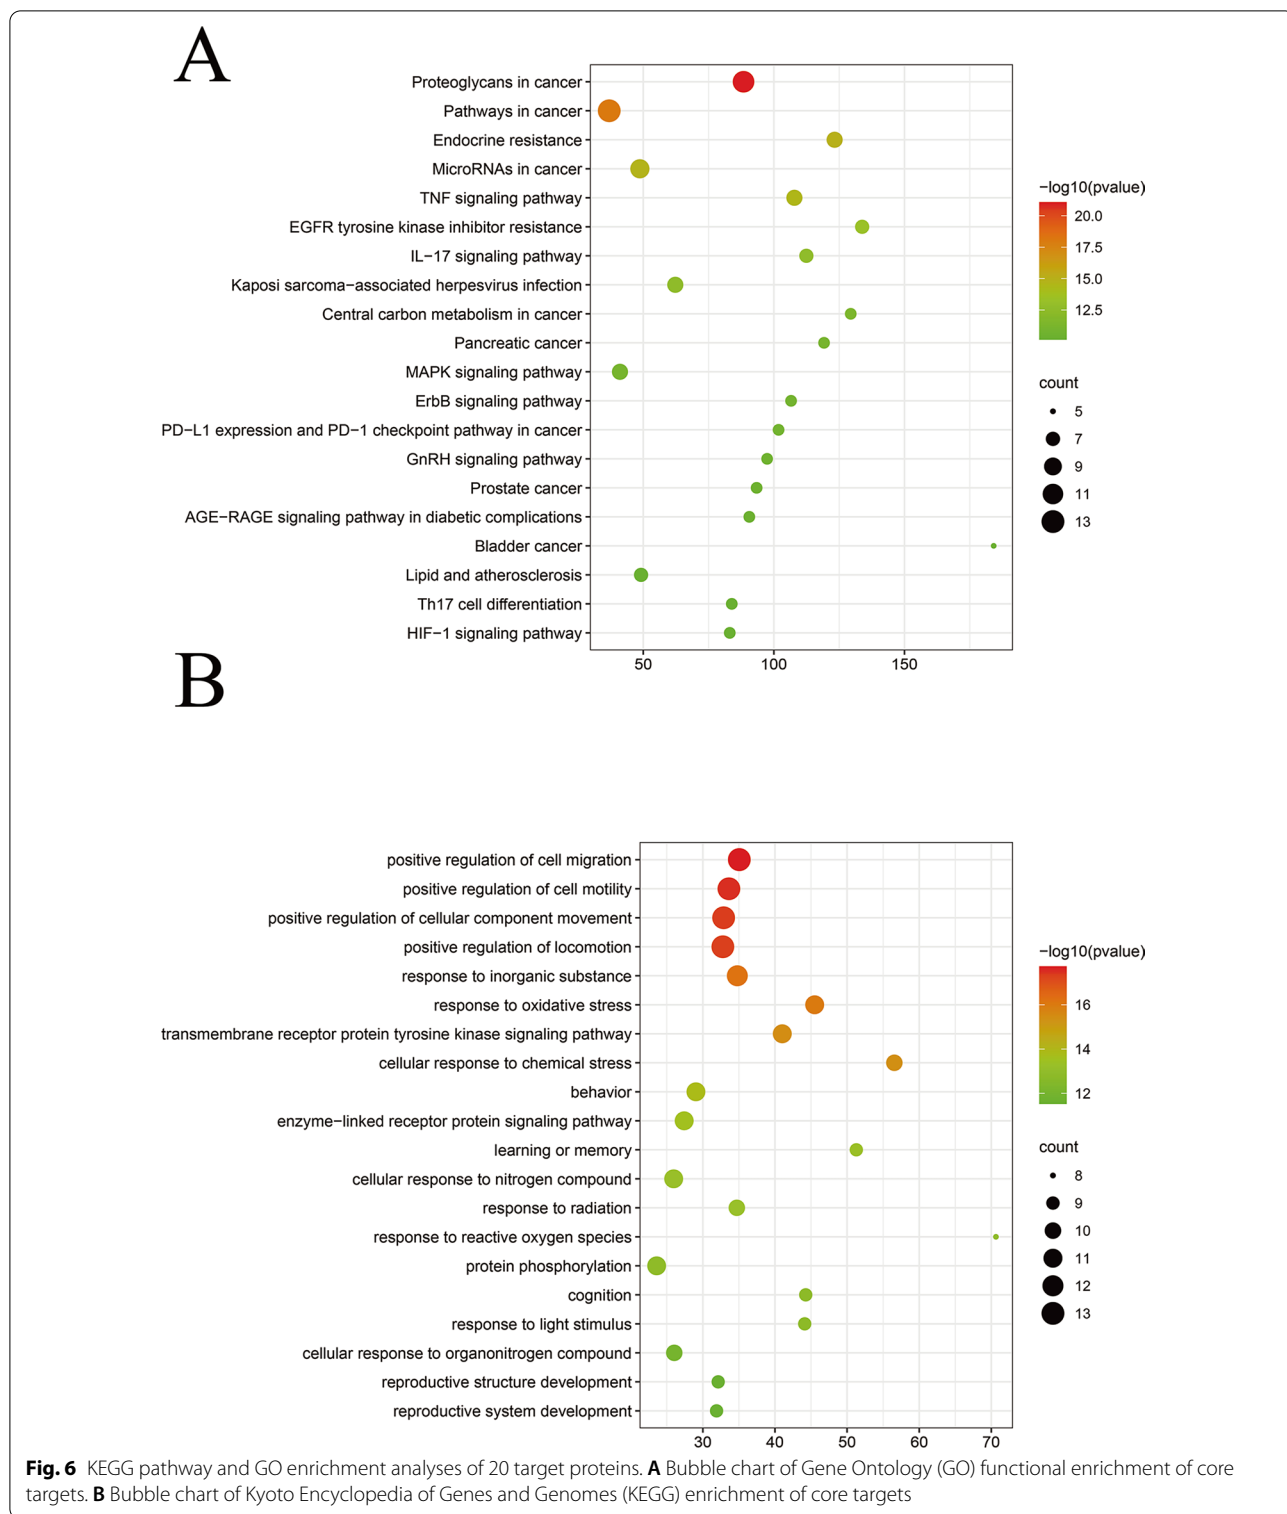 A
Proteoglycans in cancer
Pathways in cancer
Endocrine resistance
MicroRNAs in cancer
TNF signaling pathway
EGFR tyrosine kinase inhibitor resistance
IL−17 signaling pathway
Kaposi sarcoma−associated herpesvirus infection
Central carbon metabolism in cancer
Pancreatic cancer
MAPK signaling pathway
ErbB signaling pathway
PD−L1 expression and PD−1 checkpoint pathway in cancer
GnRH signaling pathway
Prostate cancer
AGE−RAGE signaling pathway in diabetic complications
Bladder cancer
Lipid and atherosclerosis
Th17 cell differentiation
HIF−1 signaling pathway
50 100 150
−log10(pvalue)
20.0
17.5
15.0
12.5
count
5
7
9
11
13
B
positive regulation of cell migration
positive regulation of cell motility
positive regulation of cellular component movement
positive regulation of locomotion
response to inorganic substance
response to oxidative stress
transmembrane receptor protein tyrosine kinase signaling pathway
cellular response to chemical stress
behavior
enzyme−linked receptor protein signaling pathway
learning or memory
cellular response to nitrogen compound
response to radiation
response to reactive oxygen species
protein phosphorylation
cognition
response to light stimulus
cellular response to organonitrogen compound
reproductive structure development
reproductive system development
30 40 50 60 70
−log10(pvalue)
16
14
12
count
8
9
10
11
12
13
Fig. 6 KEGG pathway and GO enrichment analyses of 20 target proteins. A Bubble chart of Gene Ontology (GO) functional enrichment of core
targets. B Bubble chart of Kyoto Encyclopedia of Genes and Genomes (KEGG) enrichment of core targets